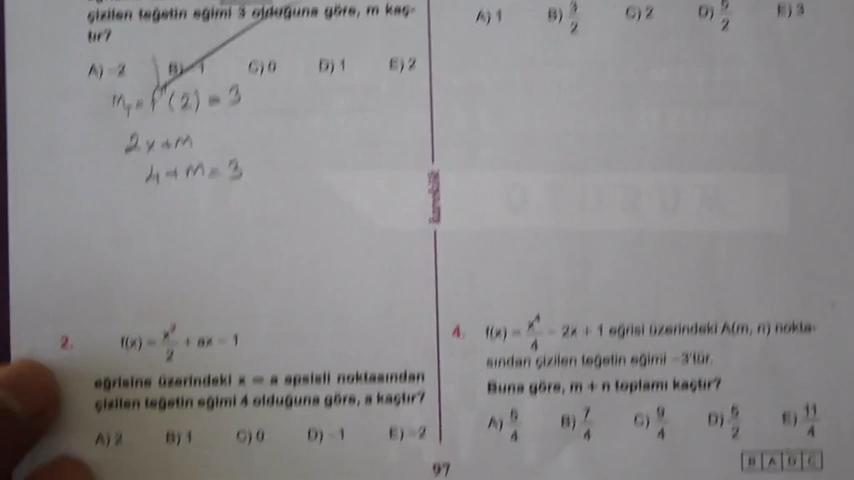 çizilen teğetin eğimi 3 olduğuna göre, m kaç-
tır?
A) -2 B) -1 C) 0 D) 1 E) 2
m_T = f'(2) = 3
2x+m
4+m=3
2. f(x) = x²/2 + ax - 1
eğrisine üzerindeki x = a apsisli noktasından
çizilen teğetin eğimi 4 olduğuna göre, a kaçtır?
A) 2 B) 1 C) 0 D) -1 E) -2
A) 1 B) 3/2 C) 2 D) 5/2 E) 3
karekök
4. f(x) = x⁴/4 - 2x + 1 eğrisi üzerindeki A(m, n) nokta-
sından çizilen teğetin eğimi -3'tür.
Buna göre, m + n toplamı kaçtır?
A) 5/4 B) 7/4 C) 9/4 D) 5/2 E) 11/4
97